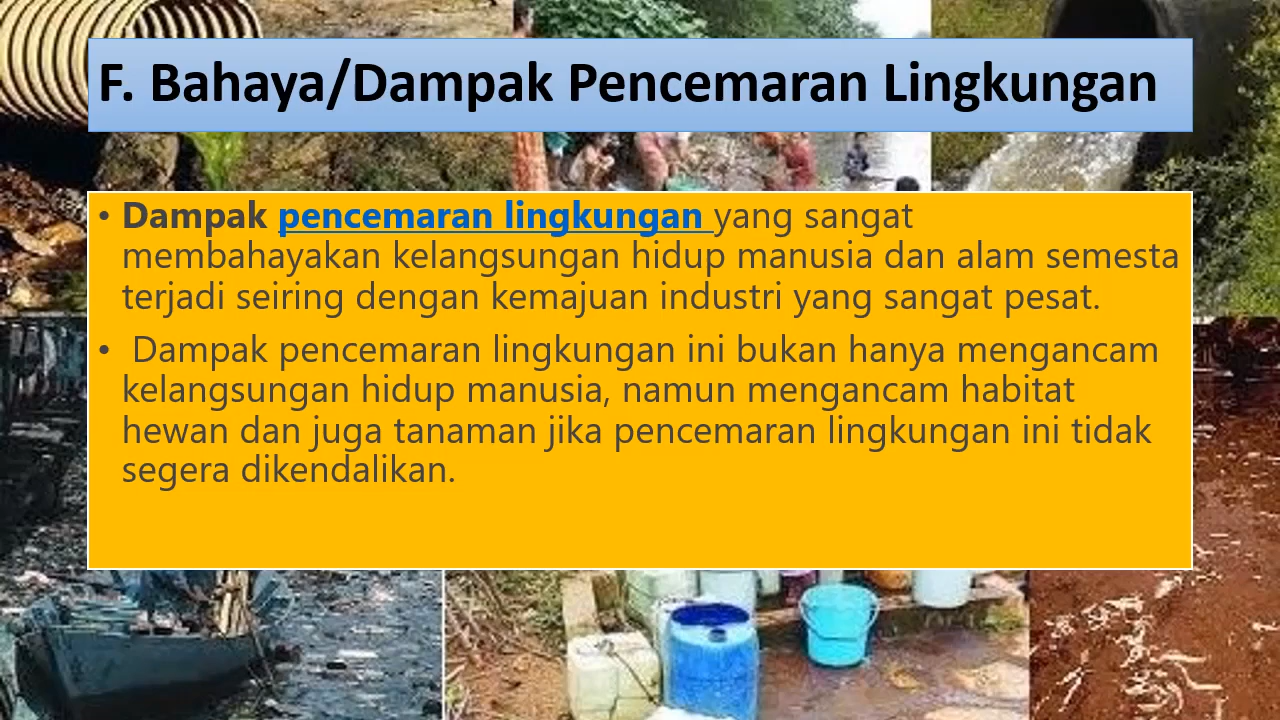 F. Bahaya/Dampak Pencemaran Lingkungan
• Dampak pencemaran lingkungan yang sangat
membahayakan kelangsungan hidup manusia dan alam semesta
terjadi seiring dengan kemajuan industri yang sangat pesat.
• Dampak pencemaran lingkungan ini bukan hanya mengancam
kelangsungan hidup manusia, namun mengancam habitat
hewan dan juga tanaman jika pencemaran lingkungan ini tidak
segera dikendalikan.